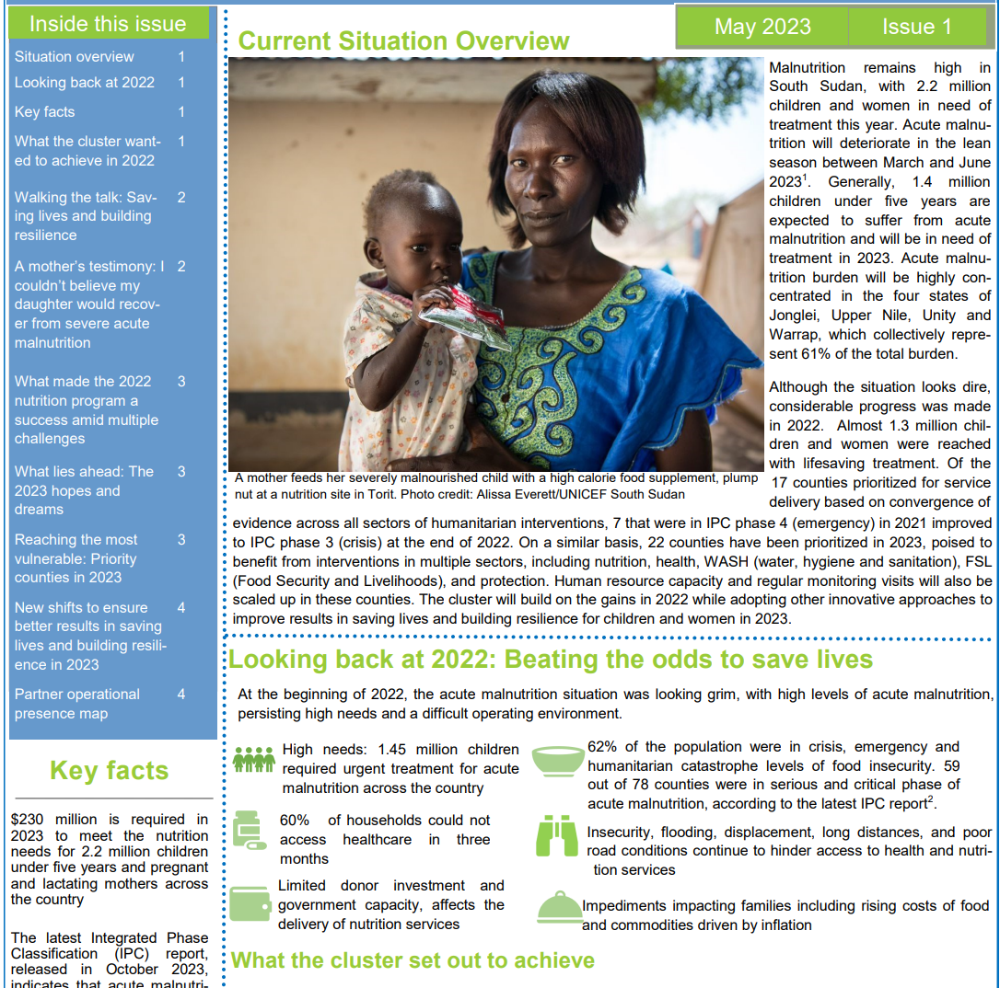 Inside this issue
Situation overview 1
Looking back at 2022 1
Key facts 1
What the cluster want- 1
ed to achieve in 2022
Walking the talk: Sav- 2
ing lives and building
resilience
A mother's testimony: I 2
couldn't believe my
daughter would recov-
er from severe acute
malnutrition
What made the 2022 3
nutrition program a
success amid multiple
challenges
What lies ahead: The 3
2023 hopes and
dreams
Reaching the most 3
vulnerable: Priority
counties in 2023
New shifts to ensure 4
better results in saving
lives and building resili-
ence in 2023
Partner operational 4
presence map
Key facts
$230 million is required in
2023 to meet the nutrition
needs for 2.2 million children
under five years and pregnant
and lactating mothers across
the country
The latest Integrated Phase
Classification (IPC) report,
released in October 2023,
indicates that acute malnutri-
May 2023 Issue 1
Current Situation Overview
A mother feeds her severely malnourished child with a high calorie food supplement, plump
nut at a nutrition site in Torit. Photo credit: Alissa Everett/UNICEF South Sudan
Malnutrition remains high in
South Sudan, with 2.2 million
children and women in need of
treatment this year. Acute malnu-
trition will deteriorate in the lean
season between March and June
2023¹. Generally, 1.4 million
children under five years are
expected to suffer from acute
malnutrition and will be in need of
treatment in 2023. Acute malnu-
trition burden will be highly con-
centrated in the four states of
Jonglei, Upper Nile, Unity and
Warrap, which collectively repre-
sent 61% of the total burden.
Although the situation looks dire,
considerable progress was made
in 2022. Almost 1.3 million chil-
dren and women were reached
with lifesaving treatment. Of the
17 counties prioritized for service
delivery based on convergence of
evidence across all sectors of humanitarian interventions, 7 that were in IPC phase 4 (emergency) in 2021 improved
to IPC phase 3 (crisis) at the end of 2022. On a similar basis, 22 counties have been prioritized in 2023, poised to
benefit from interventions in multiple sectors, including nutrition, health, WASH (water, hygiene and sanitation), FSL
(Food Security and Livelihoods), and protection. Human resource capacity and regular monitoring visits will also be
scaled up in these counties. The cluster will build on the gains in 2022 while adopting other innovative approaches to
improve results in saving lives and building resilience for children and women in 2023.
Looking back at 2022: Beating the odds to save lives
At the beginning of 2022, the acute malnutrition situation was looking grim, with high levels of acute malnutrition,
persisting high needs and a difficult operating environment.
High needs: 1.45 million children
required urgent treatment for acute
malnutrition across the country
60% of households could not
access healthcare in three
months
Limited donor investment and
government capacity, affects the
delivery of nutrition services
62% of the population were in crisis, emergency and
humanitarian catastrophe levels of food insecurity. 59
out of 78 counties were in serious and critical phase of
acute malnutrition, according to the latest IPC report².
Insecurity, flooding, displacement, long distances, and poor
road conditions continue to hinder access to health and nutri-
tion services
Impediments impacting families including rising costs of food
and commodities driven by inflation
What the cluster set out to achieve